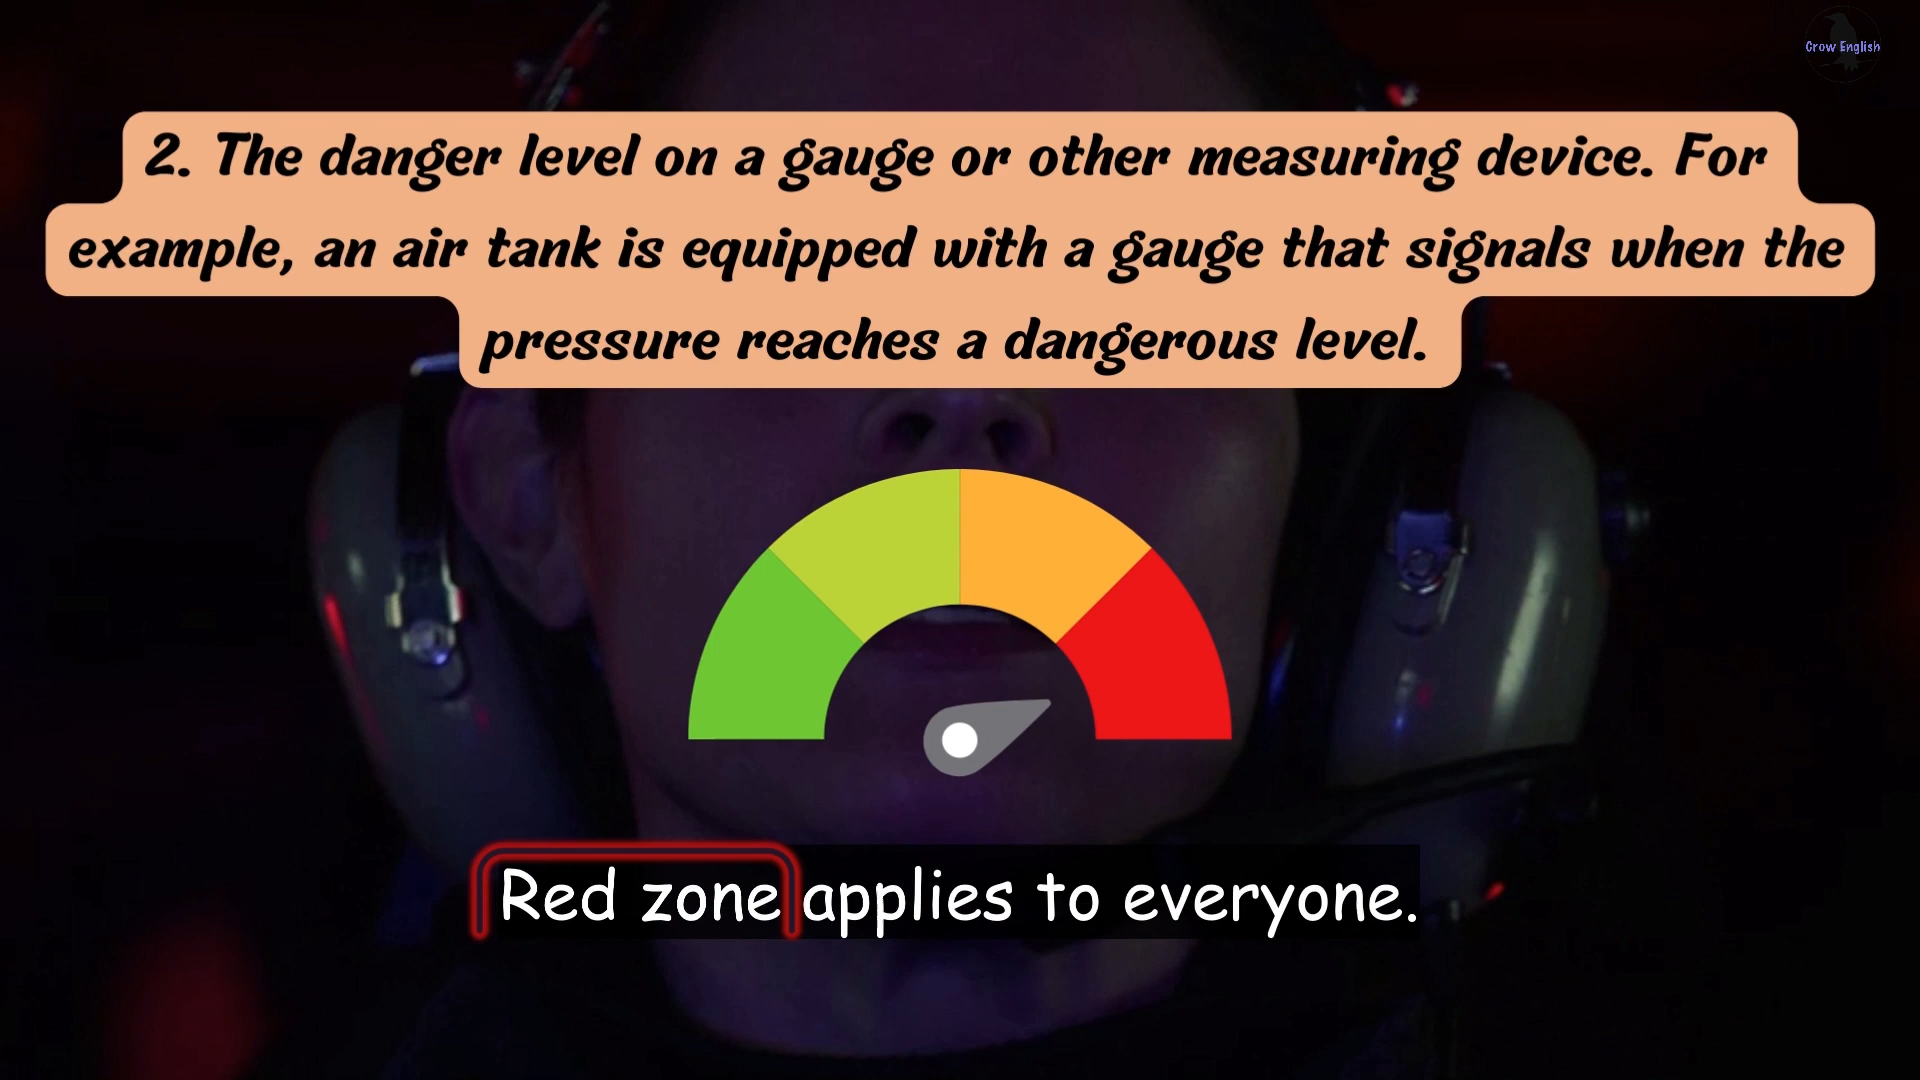 Crow English
2. The danger level on a gauge or other measuring device. For
example, an air tank is equipped with a gauge that signals when the
pressure reaches a dangerous level.
Red zone applies to everyone.